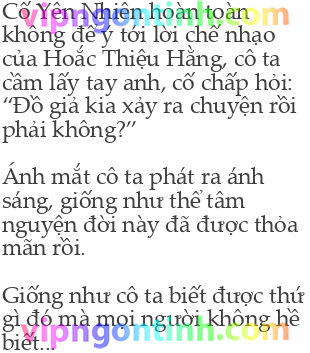 Cố Yên Nhiên hoàn toàn
không để ý tới lời chế nhạo
của Hoắc Thiệu Hằng, cô ta
cầm lấy tay anh, cố chấp hỏi:
“Đồ giả kia xảy ra chuyện rồi
phải không?”
Ánh mắt cô ta phát ra ánh
sáng, giống như thể tâm
nguyện đời này đã được thỏa
mãn rồi.
Giống như cô ta biết được thứ
gì đó mà mọi người không hề
biết...
vipngontinh.com
vipngontinh.com